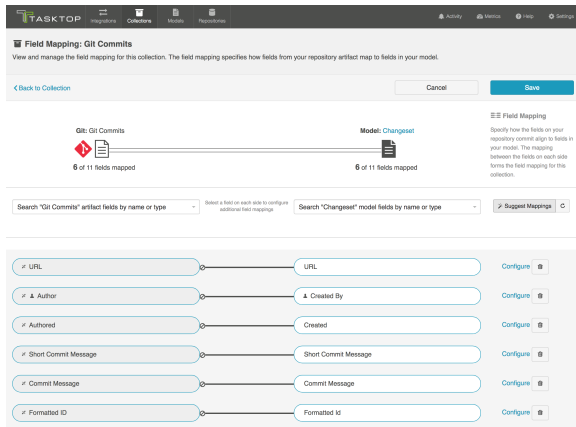 TASKTOP
Integrations
Collections
Models
Repositories
Activity
Metrics
Help
Settings
Field Mapping: Git Commits
View and manage the field mapping for this collection. The field mapping specifies how fields from your repository artifact map to fields in your model.
Back to Collection
Cancel
Save
Git: Git Commits
6 of 11 fields mapped
Model: Changeset
6 of 11 fields mapped
Field Mapping
Specify how the fields on your
repository commit align to fields in
your model. The mapping
between the fields on each side
forms the field mapping for this
collection.
Search "Git Commits" artifact fields by name or type
Select a field on each side to configure
additional field mappings
Search "Changeset" model fields by name or type
Suggest Mappings
URL
URL
Configure
Author
Created By
Configure
Authored
Created
Configure
Short Commit Message
Short Commit Message
Configure
Commit Message
Commit Message
Configure
Formatted ID
Formatted Id
Configure